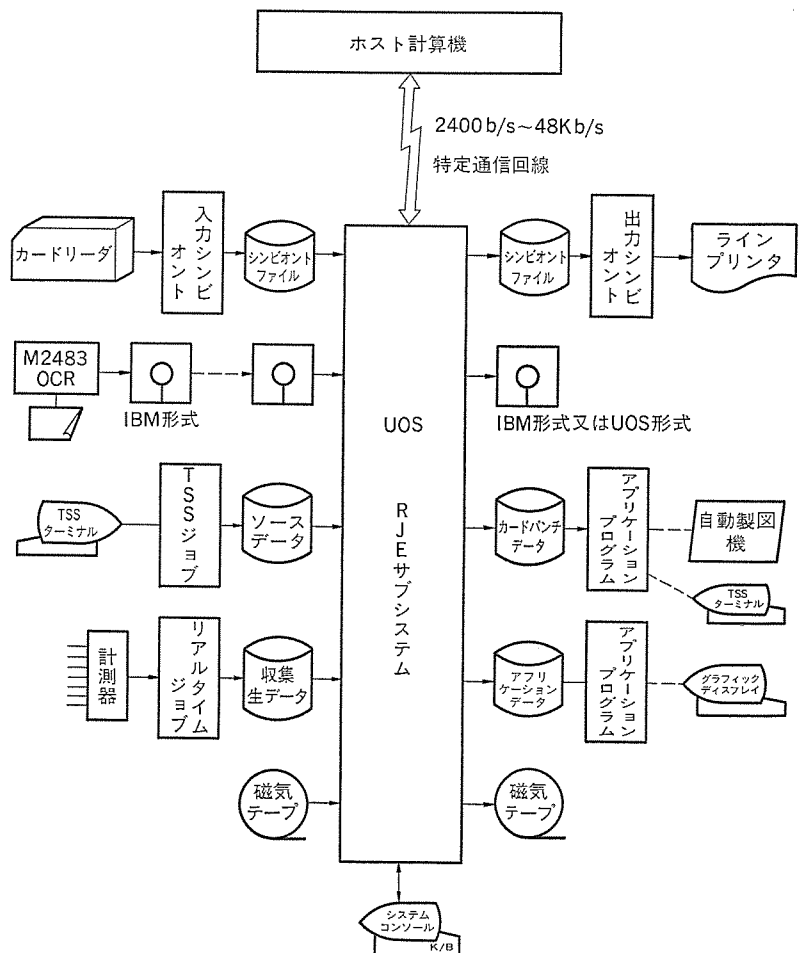 ホスト計算機
2400b/s~48Kb/s
特定通信回線
カードリーダ
入力シンビ
オント
シンビオント
ファイル
シンビオント
ファイル
出力シンビ
オント
ライン
プリンタ
M2483
OCR
IBM形式
UOS
RJEサブシステム
IBM形式又はUOS形式
TSS
ターミナル
TSSジョブ
ソース
データ
カードパンチ
データ
アプリケーション
プログラム
自動製図
機
TSS
ターミナル
計測器
リアルタイム
ジョブ
収集
生データ
アプリ
ケーション
データ
アプリケーション
プログラム
グラフィック
ディスプレイ
磁気
テープ
磁気
テープ
システム
コンソール
K/B